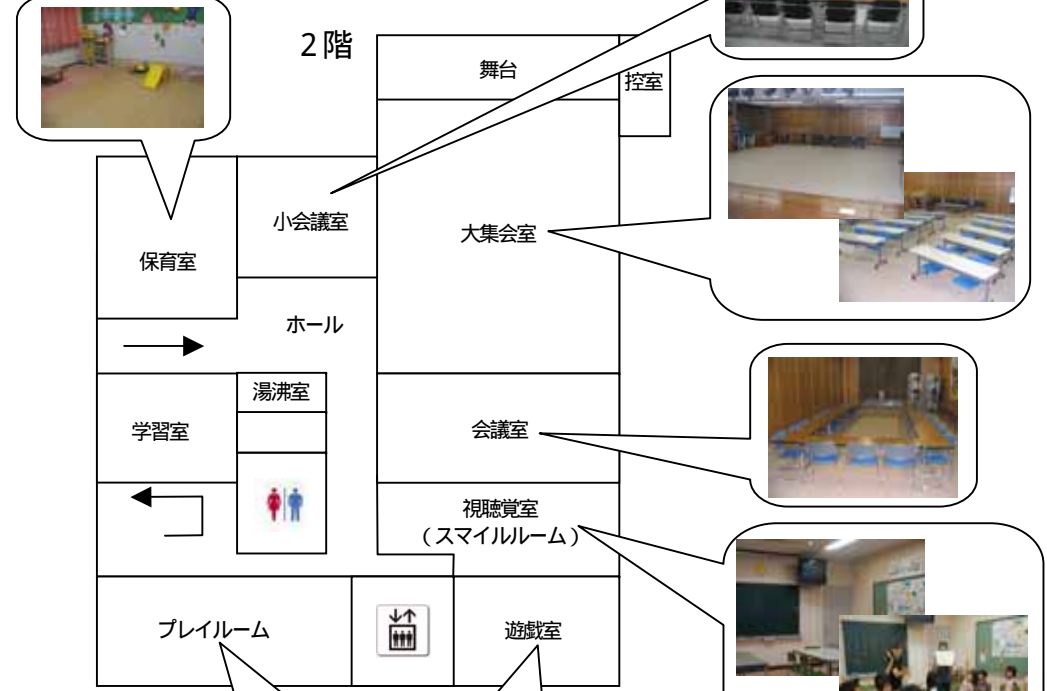 2階
舞台
控室
小会議室
大集会室
保育室
ホール
湯沸室
学習室
会議室
視聴覚室
(スマイルルーム)
プレイルーム
遊戯室